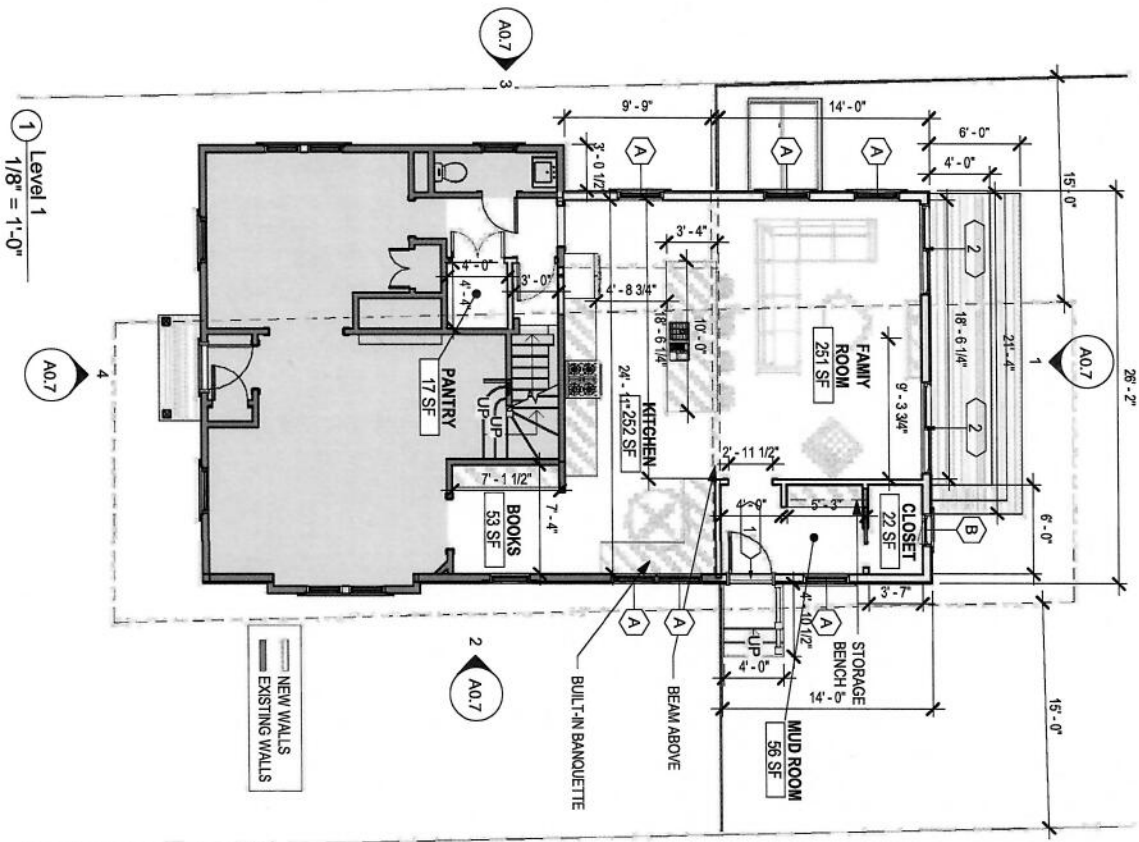 A0.7
3
1
Level 1
1/8" = 1'-0"
9' - 9"
14' - 0"
6' - 0"
4' - 0"
15' - 0"
3' - 0 1/2"
A
A
A
2
3' - 4"
4' - 0"
3' - 0"
4' - 4"
4' - 8 3/4"
18' - 6 1/4"
10' - 0"
FAMIY
ROOM
251 SF
9' - 3 3/4"
18' - 6 1/4"
21' - 4"
1
A0.7
26' - 2"
A0.7
4
PANTRY
17 SF
UP
UP
24' - 11"
KITCHEN
252 SF
2
2' - 11 1/2"
7' - 1 1/2"
7' - 4"
BOOKS
53 SF
4' - 0"
5' - 3"
CLOSET
22 SF
B
6' - 0"
1
3' - 7"
A
A
A
4' - 10 1/2"
UP
4' - 0"
STORAGE
BENCH
14' - 0"
15' - 0"
2
A0.7
BUILT-IN BANQUETTE
BEAM ABOVE
MUD ROOM
56 SF
NEW WALLS
EXISTING WALLS